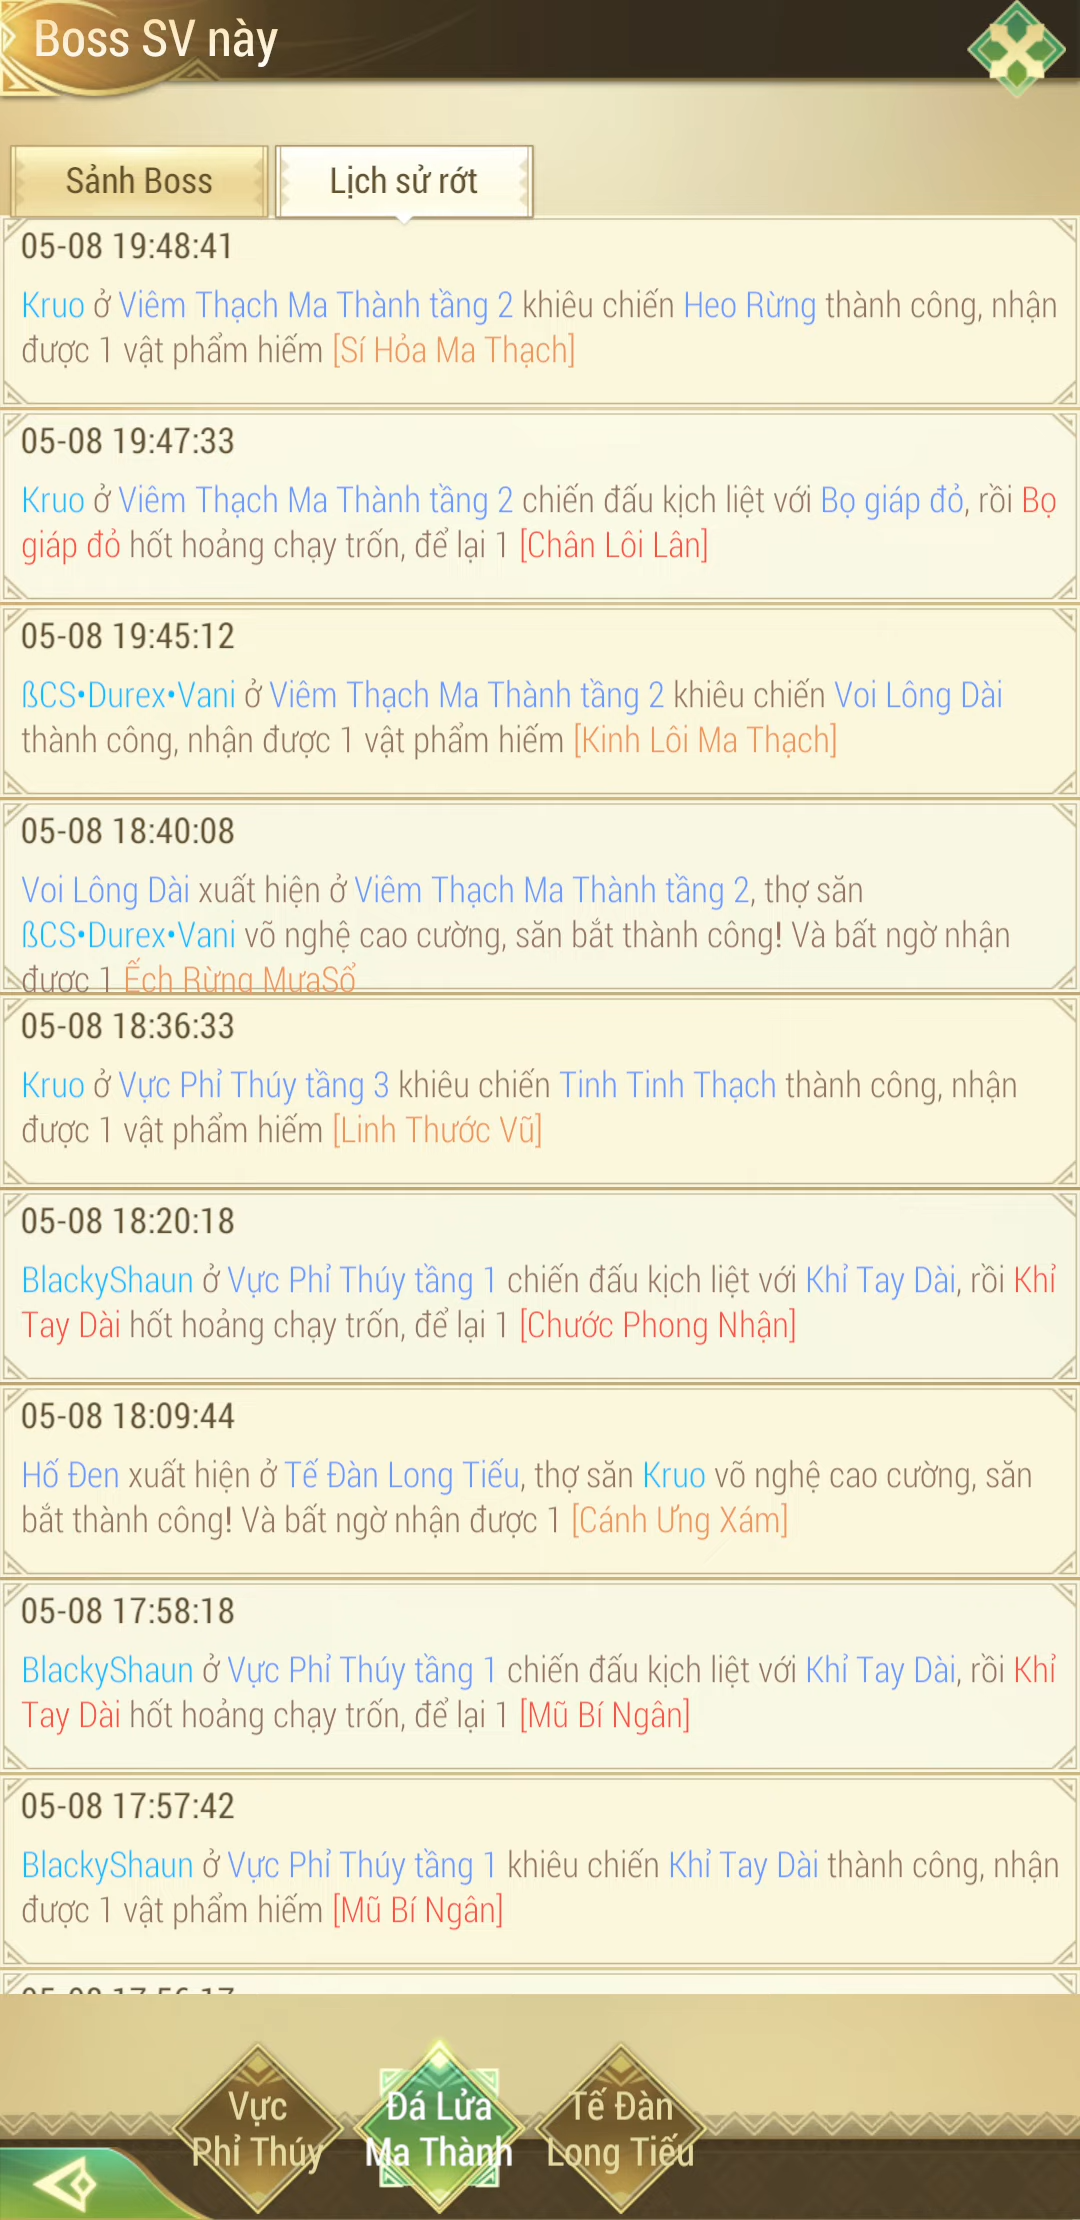 Boss SV này
Sảnh Boss
Lịch sử rớt
05-08 19:48:41
Kruo ở Viêm Thạch Ma Thành tầng 2 khiêu chiến Heo Rừng thành công, nhận
được 1 vật phẩm hiếm [Sí Hỏa Ma Thạch]
05-08 19:47:33
Kruo ở Viêm Thạch Ma Thành tầng 2 chiến đấu kịch liệt với Bọ giáp đỏ, rồi Bọ
giáp đỏ hốt hoảng chạy trốn, để lại 1 [Chân Lôi Lân]
05-08 19:45:12
ßCS•Durex•Vani ở Viêm Thạch Ma Thành tầng 2 khiêu chiến Voi Lông Dài
thành công, nhận được 1 vật phẩm hiếm [Kinh Lôi Ma Thạch]
05-08 18:40:08
Voi Lông Dài xuất hiện ở Viêm Thạch Ma Thành tầng 2, thợ săn
ßCS•Durex•Vani võ nghệ cao cường, săn bắt thành công! Và bất ngờ nhận
được 1 Ếch Rừng MưaSổ
05-08 18:36:33
Kruo ở Vực Phỉ Thúy tầng 3 khiêu chiến Tinh Tinh Thạch thành công, nhận
được 1 vật phẩm hiếm [Linh Thước Vũ]
05-08 18:20:18
BlackyShaun ở Vực Phỉ Thúy tầng 1 chiến đấu kịch liệt với Khỉ Tay Dài, rồi Khỉ
Tay Dài hốt hoảng chạy trốn, để lại 1 [Chước Phong Nhận]
05-08 18:09:44
Hố Đen xuất hiện ở Tế Đàn Long Tiếu, thợ săn Kruo võ nghệ cao cường, săn
bắt thành công! Và bất ngờ nhận được 1 [Cánh Ưng Xám]
05-08 17:58:18
BlackyShaun ở Vực Phỉ Thúy tầng 1 chiến đấu kịch liệt với Khỉ Tay Dài, rồi Khỉ
Tay Dài hốt hoảng chạy trốn, để lại 1 [Mũ Bí Ngân]
05-08 17:57:42
BlackyShaun ở Vực Phỉ Thúy tầng 1 khiêu chiến Khỉ Tay Dài thành công, nhận
được 1 vật phẩm hiếm [Mũ Bí Ngân]
05-08 17:56:17
Vực
Phỉ Thúy
Đá Lửa
Ma Thành
Tế Đàn
Long Tiếu